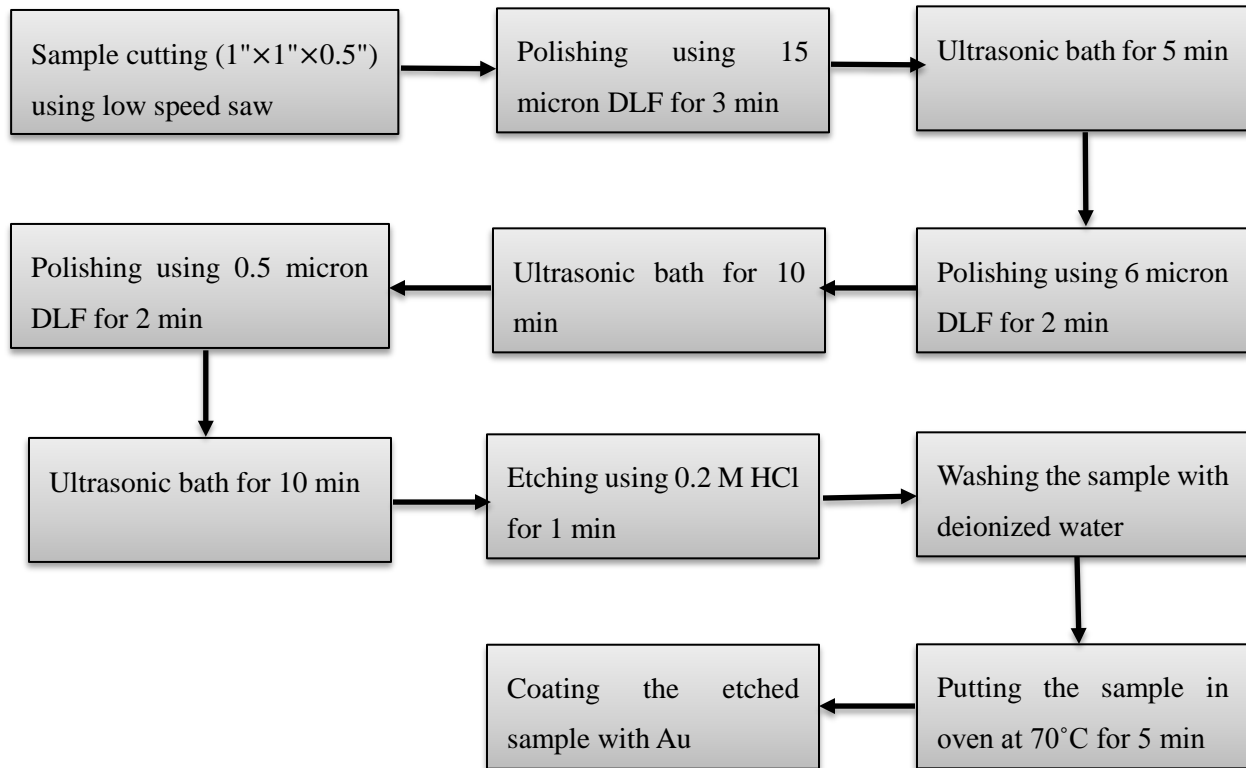 Sample cutting (1"×1"×0.5")
using low speed saw
Polishing using 15
micron DLF for 3 min
Ultrasonic bath for 5 min
Polishing using 6 micron
DLF for 2 min
Ultrasonic bath for 10
min
Polishing using 0.5 micron
DLF for 2 min
Ultrasonic bath for 10 min
Etching using 0.2 M HCl
for 1 min
Washing the sample with
deionized water
Putting the sample in
oven at 70˚C for 5 min
Coating the etched
sample with Au